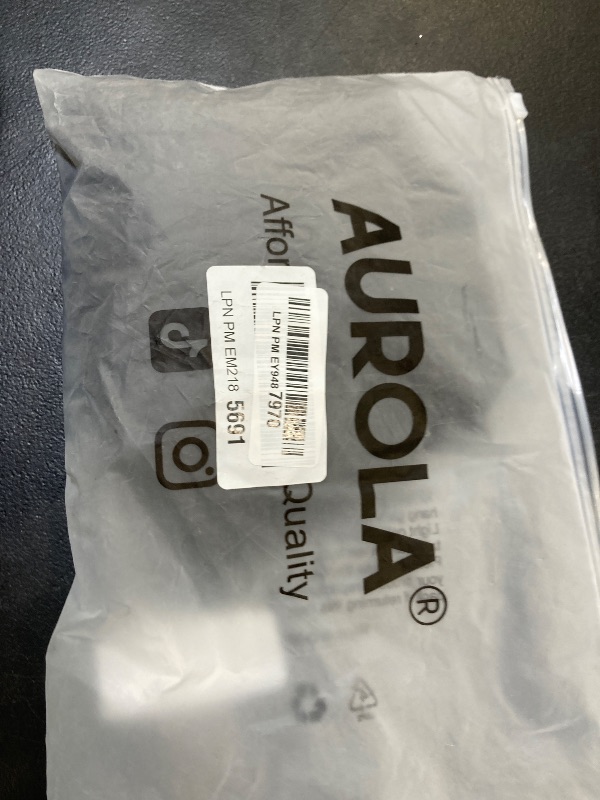 AUROLA®
Affor Quality
LPN PM EY948 7970
LPN PM EM218 5691